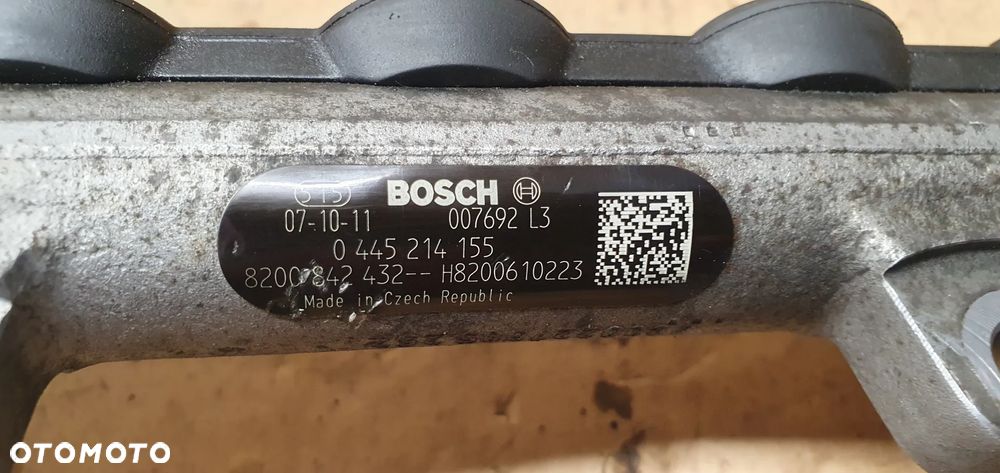 BOSCH
07-10-11 007692 L3
0 445 214 155
8200 842 432-- H8200610223
Made in Czech Republic
OTOMOTO